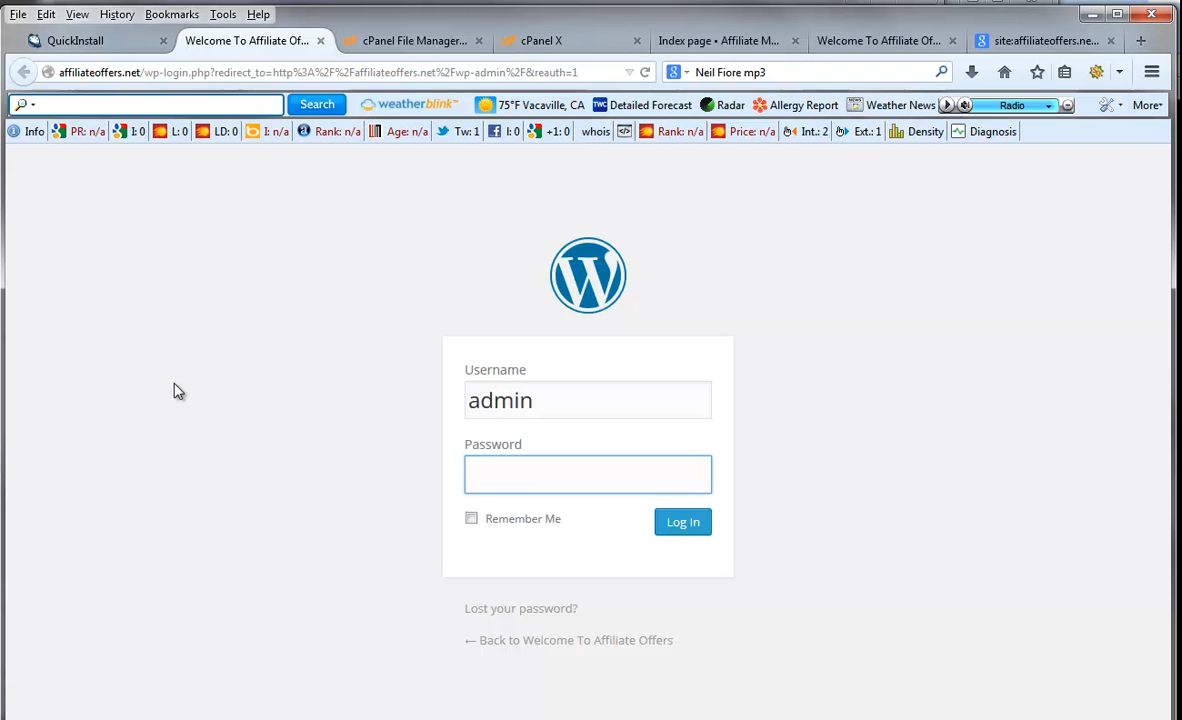 File Edit View History Bookmarks Tools Help
QuickInstall
Welcome To Affiliate Of...
cPanel File Manager...
cPanel X
Index page • Affiliate M...
Welcome To Affiliate Of...
site:affiliateoffers.ne...
affiliateoffers.net/wp-login.php?redirect_to=http%3A%2F%2Faffiliateoffers.net%2Fwp-admin%2F&reauth=1
Neil Fiore mp3
Search
weatherblink™
75°F Vacaville, CA
TWC Detailed Forecast
Radar
Allergy Report
Weather News
Radio
More
Info PR: n/a I: 0 L: 0 LD: 0 I: n/a Rank: n/a Age: n/a Tw: 1 I: 0 +1: 0 whois Rank: n/a Price: n/a Int.: 2 Ext.: 1 Density Diagnosis
Username
admin
Password
Remember Me
Log In
Lost your password?
← Back to Welcome To Affiliate Offers